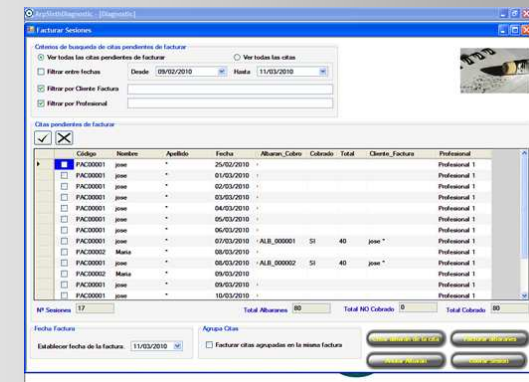 ArpSlothDiagnostic - [Diagnostic]
Facturar Sesiones
Criterios de busqueda de citas pendientes de facturar
Ver todas las citas pendientes de facturar Ver todas las citas
Filtrar entre fechas Desde 09/02/2010 Hasta 11/03/2010
Filtrar por Cliente Factura
Filtrar por Profesional
Citas pendientes de facturar
Código Nombre Apellido Fecha Albaran_Cobro Cobrado Total Cliente_Factura Profesional
PAC00001 jose * 25/02/2010 - Profesional 1
PAC00001 jose * 01/03/2010 - Profesional 1
PAC00001 jose * 02/03/2010 - Profesional 1
PAC00001 jose * 03/03/2010 - Profesional 1
PAC00001 jose * 04/03/2010 - Profesional 1
PAC00001 jose * 05/03/2010 - Profesional 1
PAC00001 jose * 06/03/2010 - Profesional 1
PAC00001 jose * 07/03/2010 - ALB_000001 SI 40 jose * Profesional 1
PAC00002 Maria * 08/03/2010 - Profesional 1
PAC00001 jose * 08/03/2010 - ALB_000002 SI 40 jose * Profesional 1
PAC00002 Maria * 09/03/2010 Profesional 1
PAC00001 jose * 09/03/2010 - Profesional 1
PAC00001 jose * 10/03/2010 - Profesional 1
Nº Sesiones 17 Total Albaranes 80 Total NO Cobrado 0 Total Cobrado 80
Fecha Factura Agrupa Citas
Establecer fecha de la factura 11/03/2010 Facturar citas agrupadas en la misma factura
Facturar albaranes